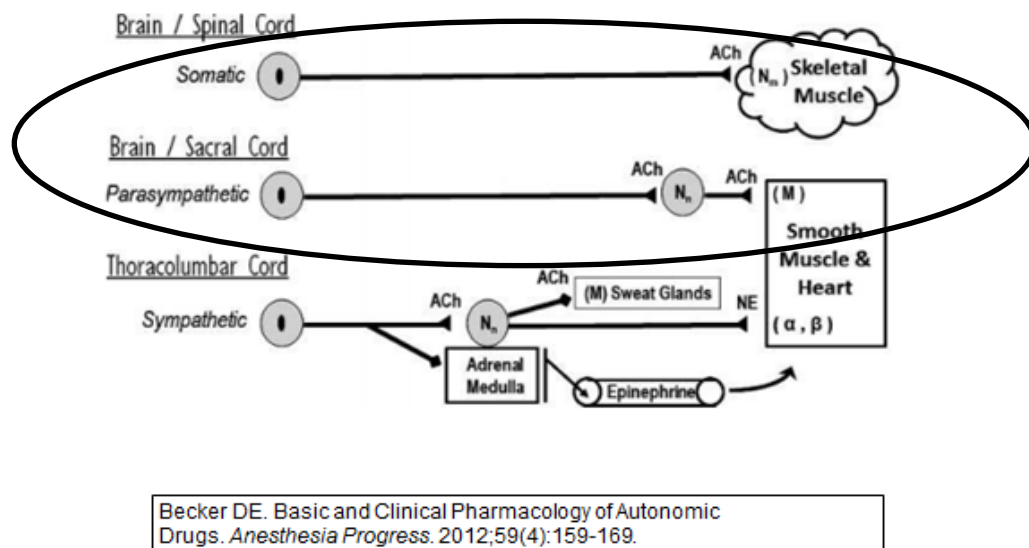 Brain / Spinal Cord
Somatic
ACh
(Nm) Skeletal
Muscle
Brain / Sacral Cord
Parasympathetic
ACh
Nn
ACh
(M)
Smooth
Muscle &
Heart
(α, β)
Thoracolumbar Cord
Sympathetic
ACh
Nn
ACh
(M) Sweat Glands
NE
Adrenal
Medulla
Epinephrine
Becker DE. Basic and Clinical Pharmacology of Autonomic
Drugs. Anesthesia Progress. 2012;59(4):159-169.